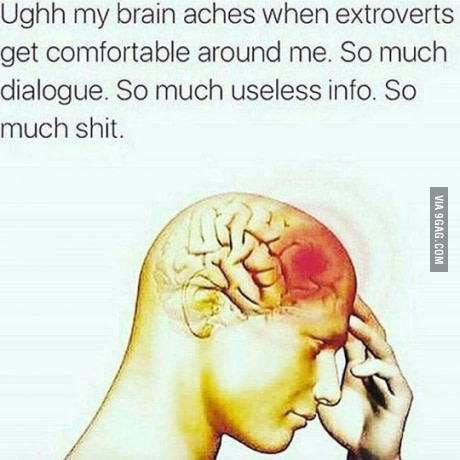 Ughh my brain aches when extroverts
get comfortable around me. So much
dialogue. So much useless info. So
much shit.
VIA 9GAG.COM